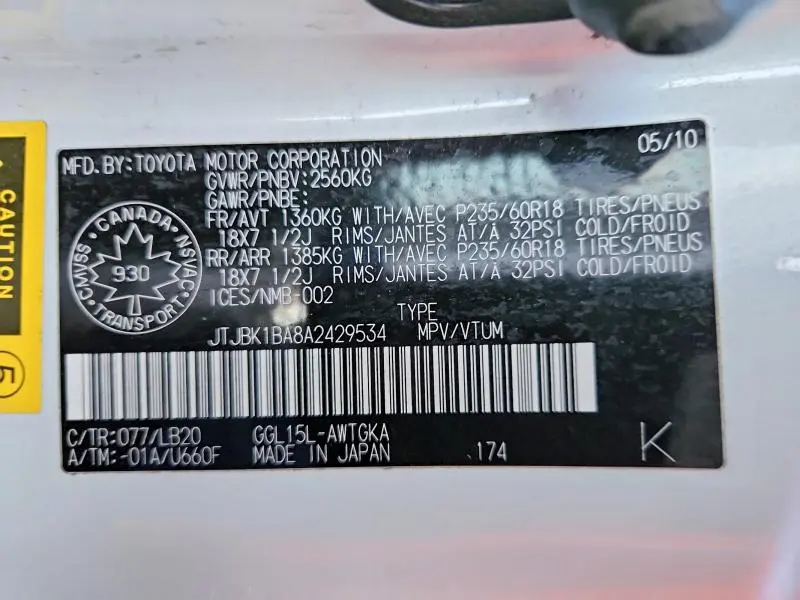 MFD.BY:TOYOTA MOTOR CORPORATION 05/10
GVWR/PNBV:2560KG
GAWR/PNBE:
FR/AVT 1360KG WITH/AVEC P235/60R18 TIRES/PNEUS
18X7 1/2J RIMS/JANTES AT/À 32PSI COLD/FROID
RR/ARR 1385KG WITH/AVEC P235/60R18 TIRES/PNEUS
18X7 1/2J RIMS/JANTES AT/À 32PSI COLD/FROID
ICES/NMB-002
CANADA
CMVSS
NSVAC
930
TRANSPORT
TYPE
JTJBK1BA8A2429534 MPV/VTUM
C/TR:077/LB20 GGL15L-AWTGKA
A/TM:-01A/U660F MADE IN JAPAN 174 K
CAUTION
5